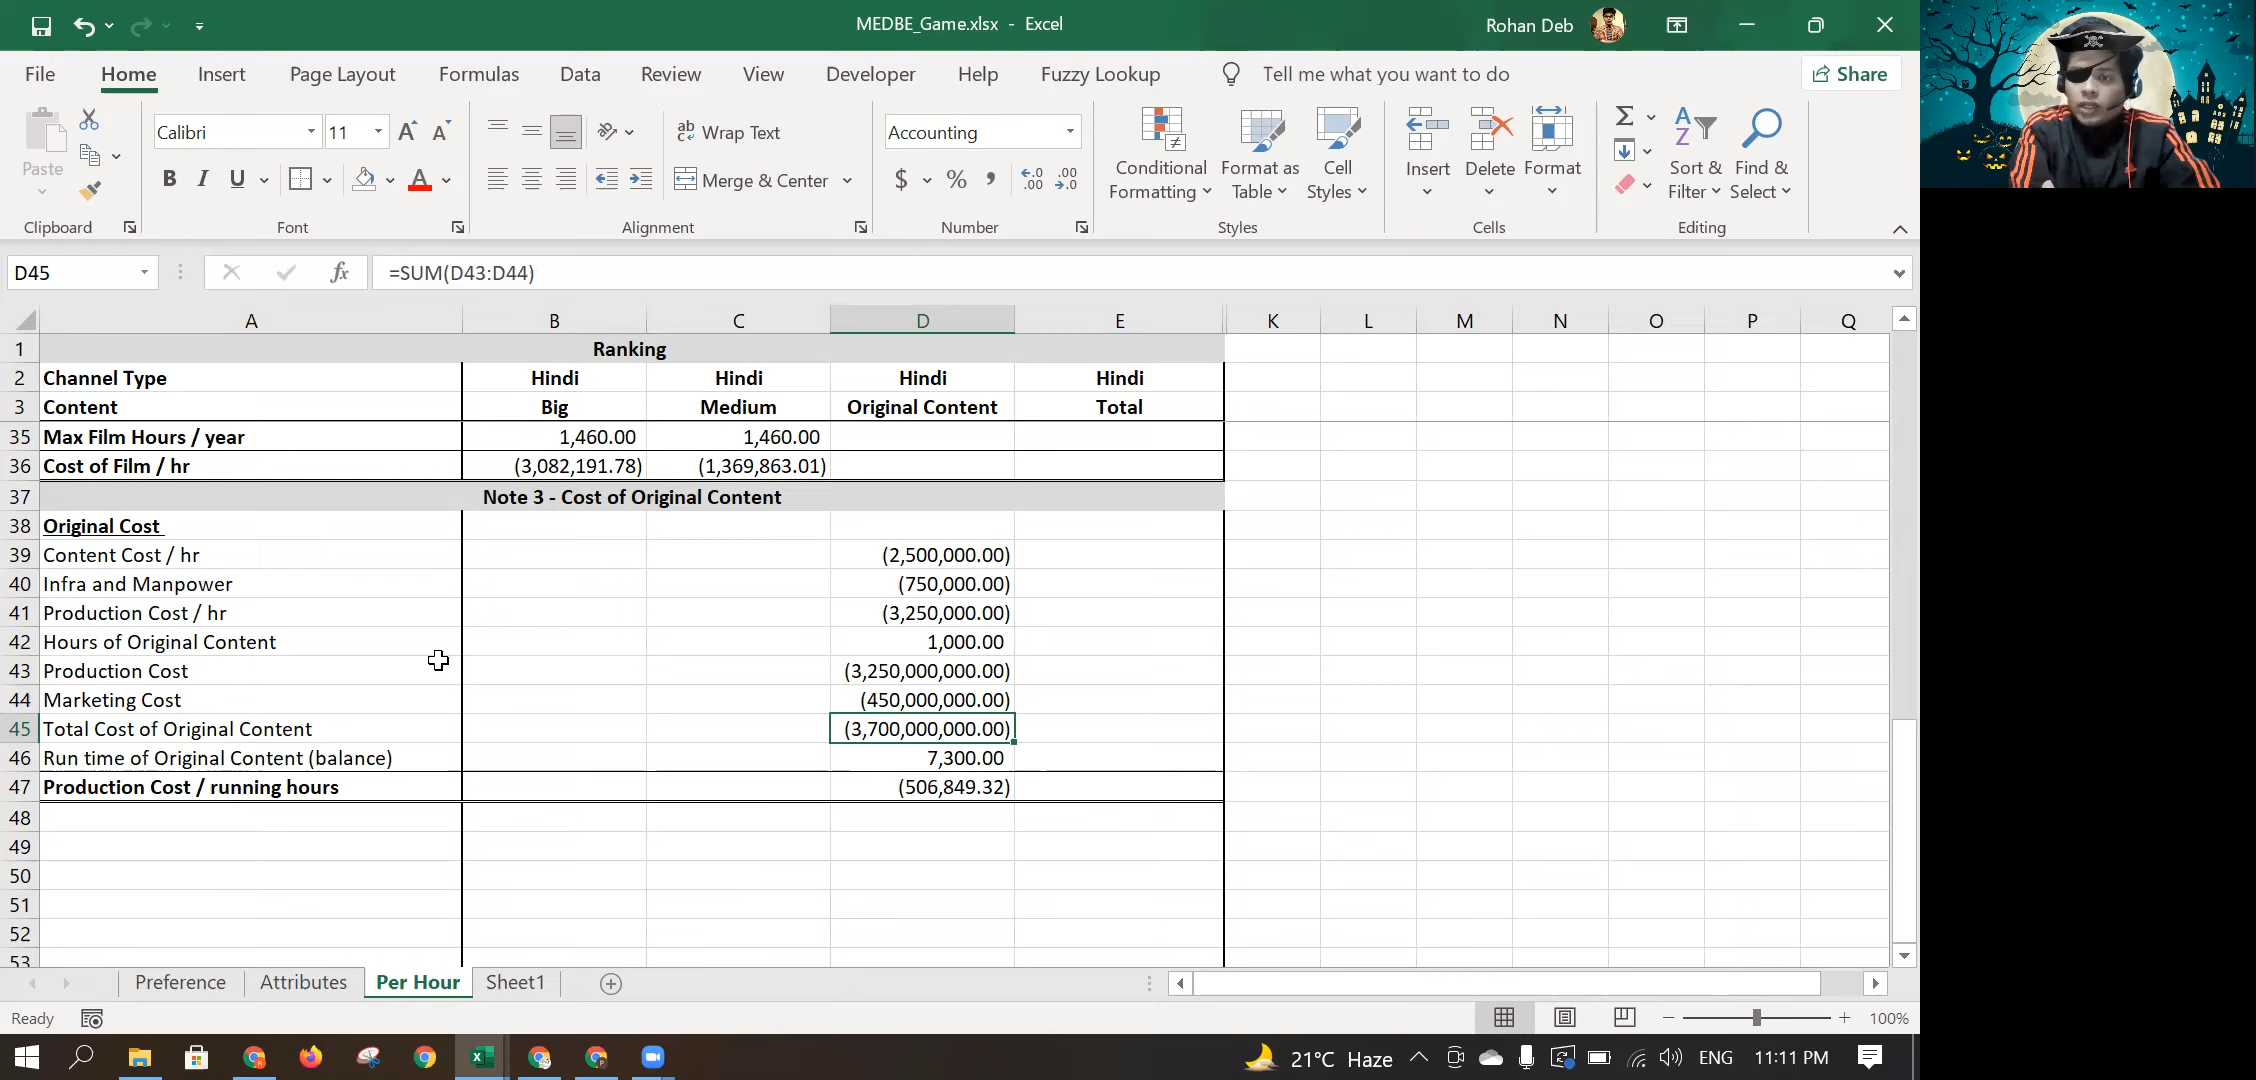 MEDBE_Game.xlsx - Excel
Rohan Deb
File Home Insert Page Layout Formulas Data Review View Developer Help Fuzzy Lookup Tell me what you want to do Share
Calibri 11 Wrap Text Accounting
Paste Merge & Center
Conditional Formatting Format as Table Cell Styles Insert Delete Format Sort & Filter Find & Select
Clipboard Font Alignment Number Styles Cells Editing
D45 fx =SUM(D43:D44)
A B C D E K L M N O P Q
1 Ranking
2 Channel Type Hindi Hindi Hindi Hindi
3 Content Big Medium Original Content Total
35 Max Film Hours / year 1,460.00 1,460.00
36 Cost of Film / hr (3,082,191.78) (1,369,863.01)
37 Note 3 - Cost of Original Content
38 Original Cost
39 Content Cost / hr (2,500,000.00)
40 Infra and Manpower (750,000.00)
41 Production Cost / hr (3,250,000.00)
42 Hours of Original Content 1,000.00
43 Production Cost (3,250,000,000.00)
44 Marketing Cost (450,000,000.00)
45 Total Cost of Original Content (3,700,000,000.00)
46 Run time of Original Content (balance) 7,300.00
47 Production Cost / running hours (506,849.32)
48
49
50
51
52
53
Preference Attributes Per Hour Sheet1
Ready 100%
21°C Haze ENG 11:11 PM